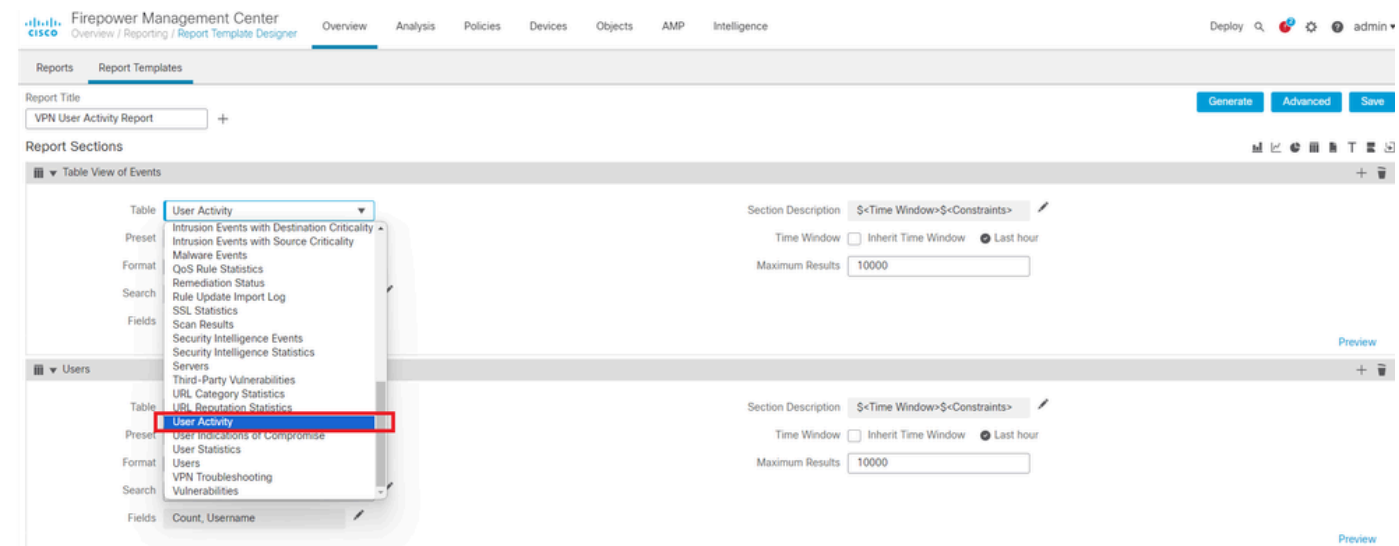 cisco
Firepower Management Center
Overview / Reporting / Report Template Designer
Overview Analysis Policies Devices Objects AMP Intelligence
Deploy 2 admin
Reports Report Templates
Report Title
Generate Advanced Save
VPN User Activity Report
Report Sections
Table View of Events
Table User Activity
Section Description $<Time Window>$<Constraints>
Intrusion Events with Destination Criticality
Preset
Intrusion Events with Source Criticality
Time Window Inherit Time Window Last hour
Malware Events
Format
QoS Rule Statistics
Maximum Results 10000
Remediation Status
Search
Rule Update Import Log
SSL Statistics
Fields
Scan Results
Security Intelligence Events
Preview
Security Intelligence Statistics
Users
Servers
Third-Party Vulnerabilities
URL Category Statistics
Table
URL Reputation Statistics
Section Description $<Time Window>$<Constraints>
User Activity
Preset
User Indications of Compromise
Time Window Inherit Time Window Last hour
User Statistics
Format
Users
Maximum Results 10000
VPN Troubleshooting
Search
Vulnerabilities
Fields Count, Username
Preview